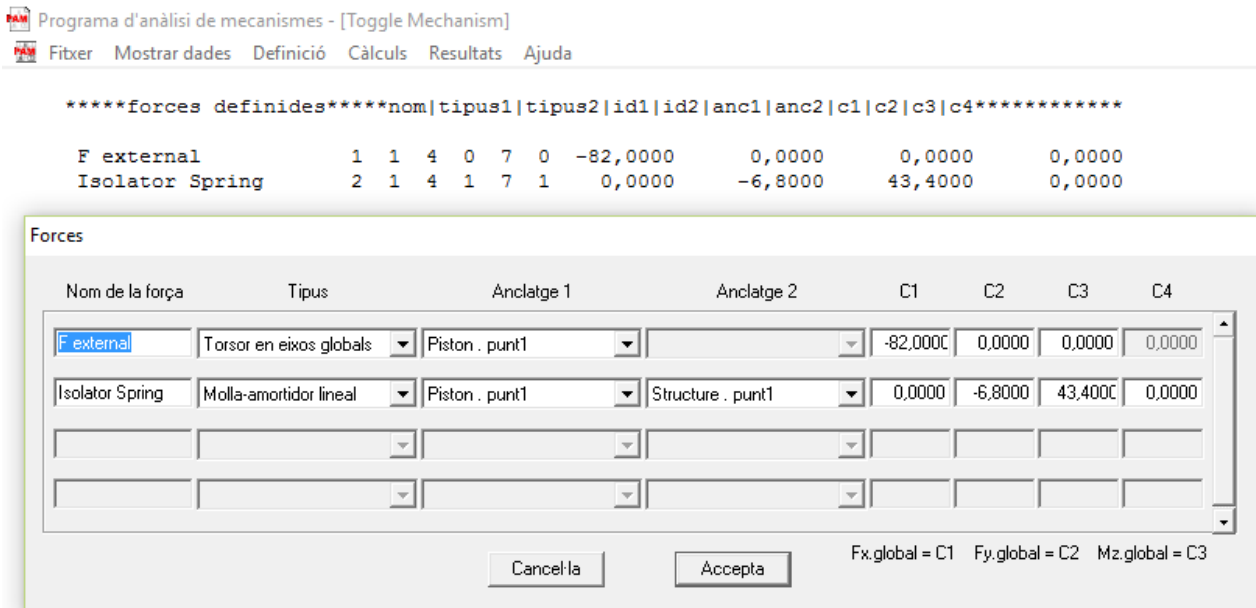 PAM Programa d'anàlisi de mecanismes - [Toggle Mechanism]
PAM Fitxer Mostrar dades Definició Càlculs Resultats Ajuda
*****forces definides*****nom|tipus1|tipus2|id1|id2|anc1|anc2|c1|c2|c3|c4************
F external 1 1 4 0 7 0 -82,0000 0,0000 0,0000 0,0000
Isolator Spring 2 1 4 1 7 1 0,0000 -6,8000 43,4000 0,0000
Forces
Nom de la força Tipus Anclatge 1 Anclatge 2 C1 C2 C3 C4
F external Torsor en eixos globals Piston . punt1 -82,000C 0,0000 0,0000 0,0000
Isolator Spring Molla-amortidor lineal Piston . punt1 Structure . punt1 0,0000 -6,8000 43,400C 0,0000
Fx.global = C1 Fy.global = C2 Mz.global = C3
Cancel·la Accepta